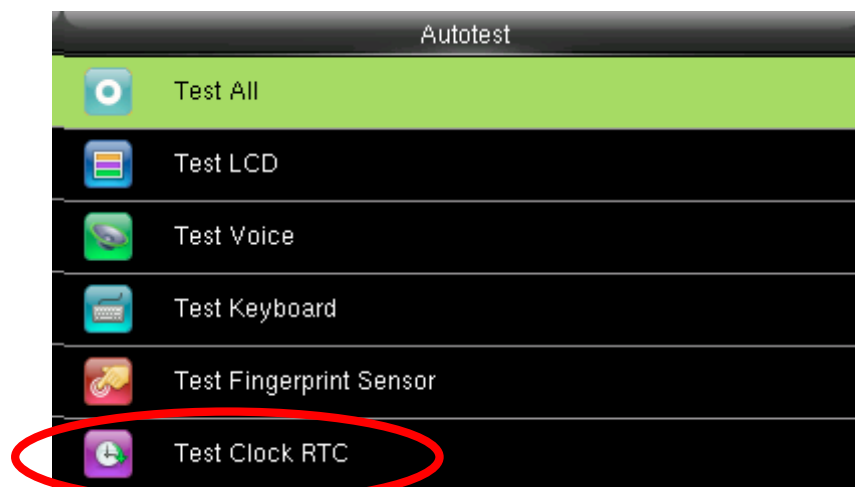 Autotest
Test All
Test LCD
Test Voice
Test Keyboard
Test Fingerprint Sensor
Test Clock RTC